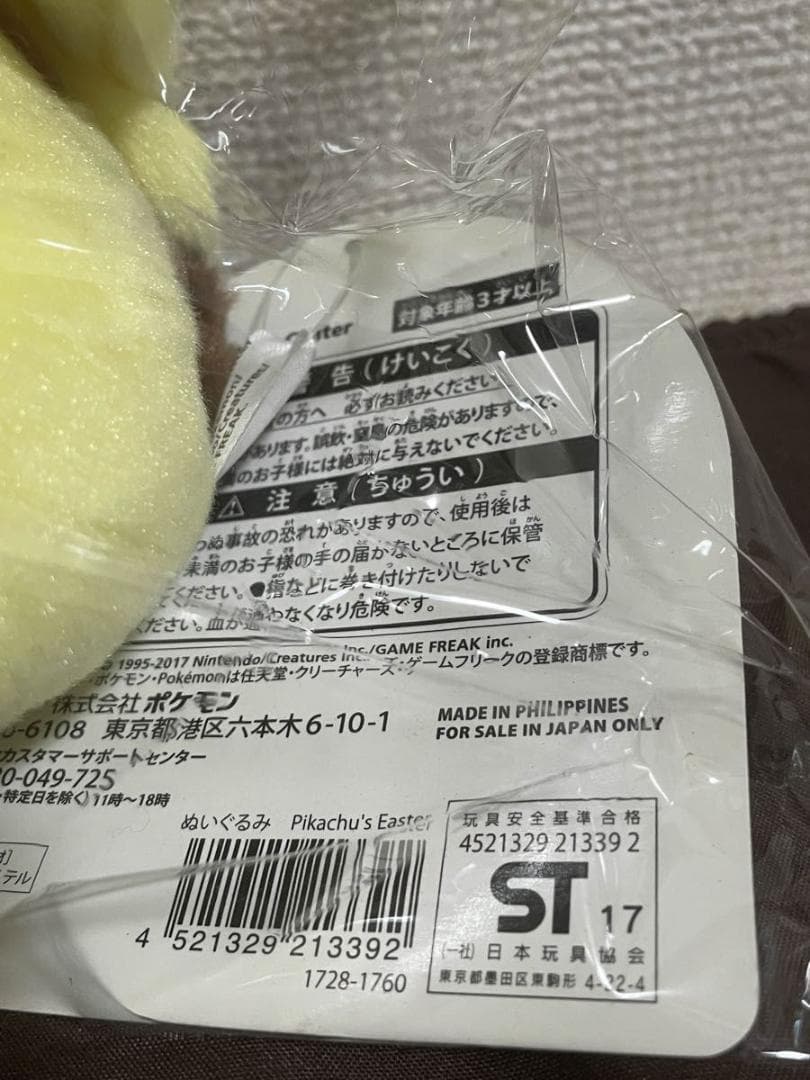 対象年齢3才以上
告(けいこく)
の方へ 必ずお読みください
あります。誤飲・窒息の危険がありますので、
のお子様には絶対に与えないでください。
⚠ 注意(ちゅうい)
わぬ事故の恐れがありますので、使用後は
未満のお子様の手の届かないところに保管
てください。●指などに巻き付けたりしないで
ください。血が通わなくなり危険です。
FREAK
© 1995-2017 Nintendo/Creatures Inc./GAME FREAK inc.
ポケモン・Pokémonは任天堂・クリーチャーズ・ゲームフリークの登録商標です。
株式会社ポケモン
6-6108 東京都港区六本木6-10-1
カスタマーサポートセンター
0-049-725
特定日を除く) 11時～18時
MADE IN PHILIPPINES
FOR SALE IN JAPAN ONLY
テル
ぬいぐるみ Pikachu's Easter
4 521329 213392
1728-1760
玩具安全基準合格
4521329 21339 2
ST 17
(一社)日本玩具協会
東京都墨田区東駒形 4-22-4